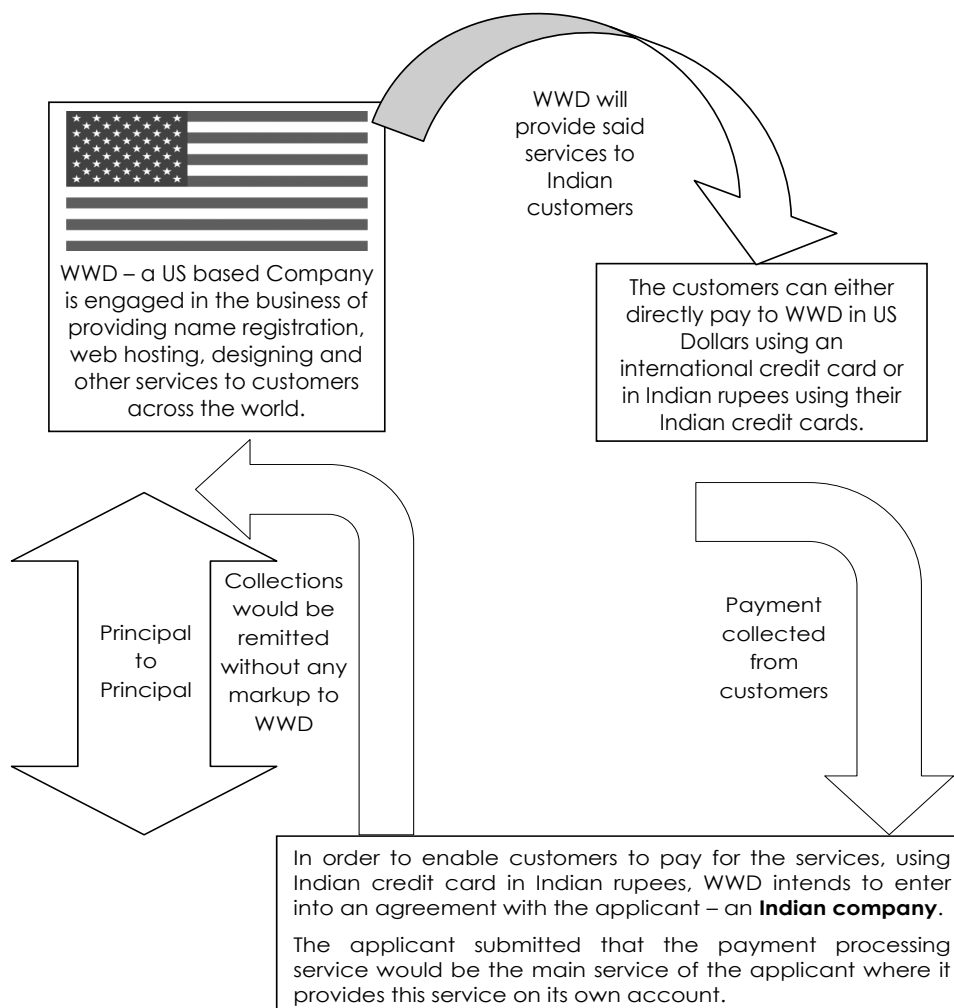 WWD will
provide said
services to
Indian
customers
WWD – a US based Company
is engaged in the business of
providing name registration,
web hosting, designing and
other services to customers
across the world.
The customers can either
directly pay to WWD in US
Dollars using an
international credit card or
in Indian rupees using their
Indian credit cards.
Principal
to
Principal
Collections
would be
remitted
without any
markup to
WWD
Payment
collected
from
customers
In order to enable customers to pay for the services, using
Indian credit card in Indian rupees, WWD intends to enter
into an agreement with the applicant – an Indian company.
The applicant submitted that the payment processing
service would be the main service of the applicant where it
provides this service on its own account.